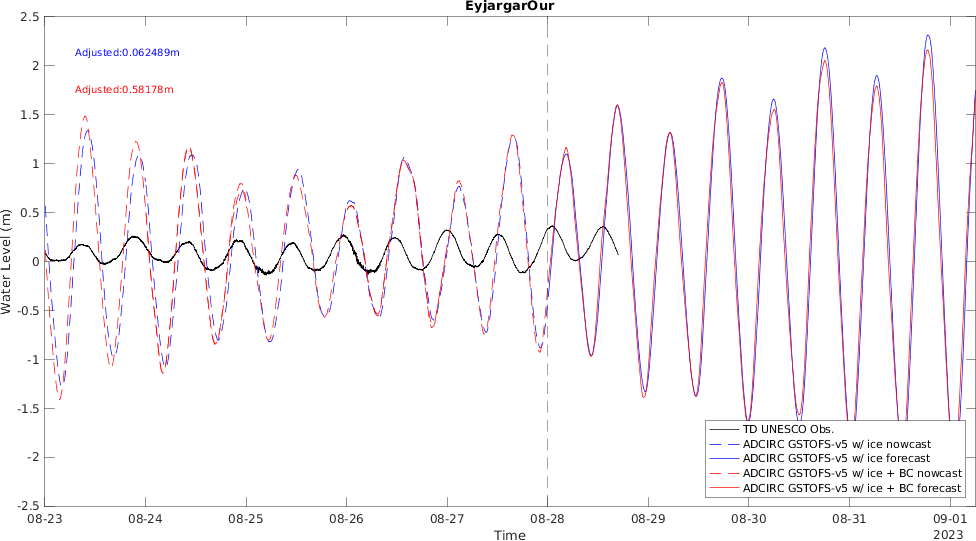 EyjargarOur
2.5
2
1.5
1
0.5
0
-0.5
-1
-1.5
-2
-2.5
Water Level (m)
Adjusted:0.062489m
Adjusted:0.58178m
TD UNESCO Obs.
ADCIRC GSTOFS-v5 w/ ice nowcast
ADCIRC GSTOFS-v5 w/ ice forecast
ADCIRC GSTOFS-v5 w/ ice + BC nowcast
ADCIRC GSTOFS-v5 w/ ice + BC forecast
08-23 08-24 08-25 08-26 08-27 08-28 08-29 08-30 08-31 09-01
Time
2023